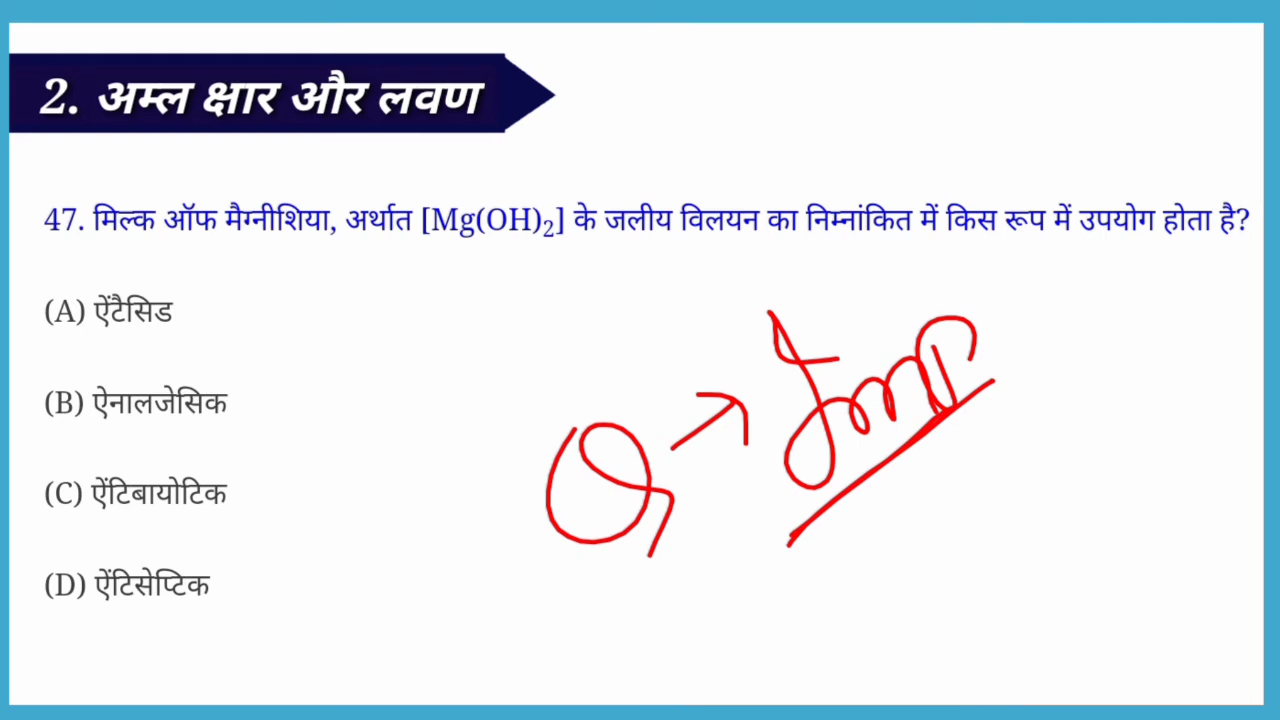 2. अम्ल क्षार और लवण
47. मिल्क ऑफ मैग्नीशिया, अर्थात [Mg(OH)₂] के जलीय विलयन का निम्नांकित में किस रूप में उपयोग होता है?
(A) ऐंटैसिड
(B) ऐनालजेसिक
(C) ऐंटिबायोटिक
(D) ऐंटिसेप्टिक
Q →